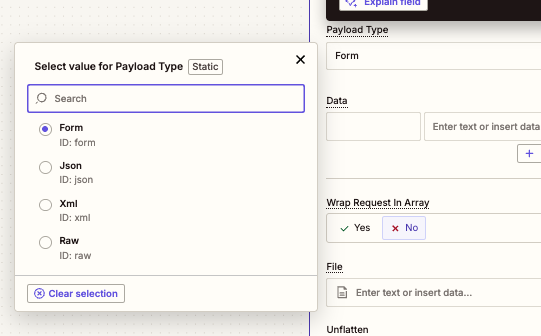 Explain field
Payload Type
Form
Select value for Payload Type Static
Search
Form
ID: form
Json
ID: json
Xml
ID: xml
Raw
ID: raw
Clear selection
Data
Enter text or insert data
Wrap Request In Array
Yes No
File
Enter text or insert data...
Unflatten